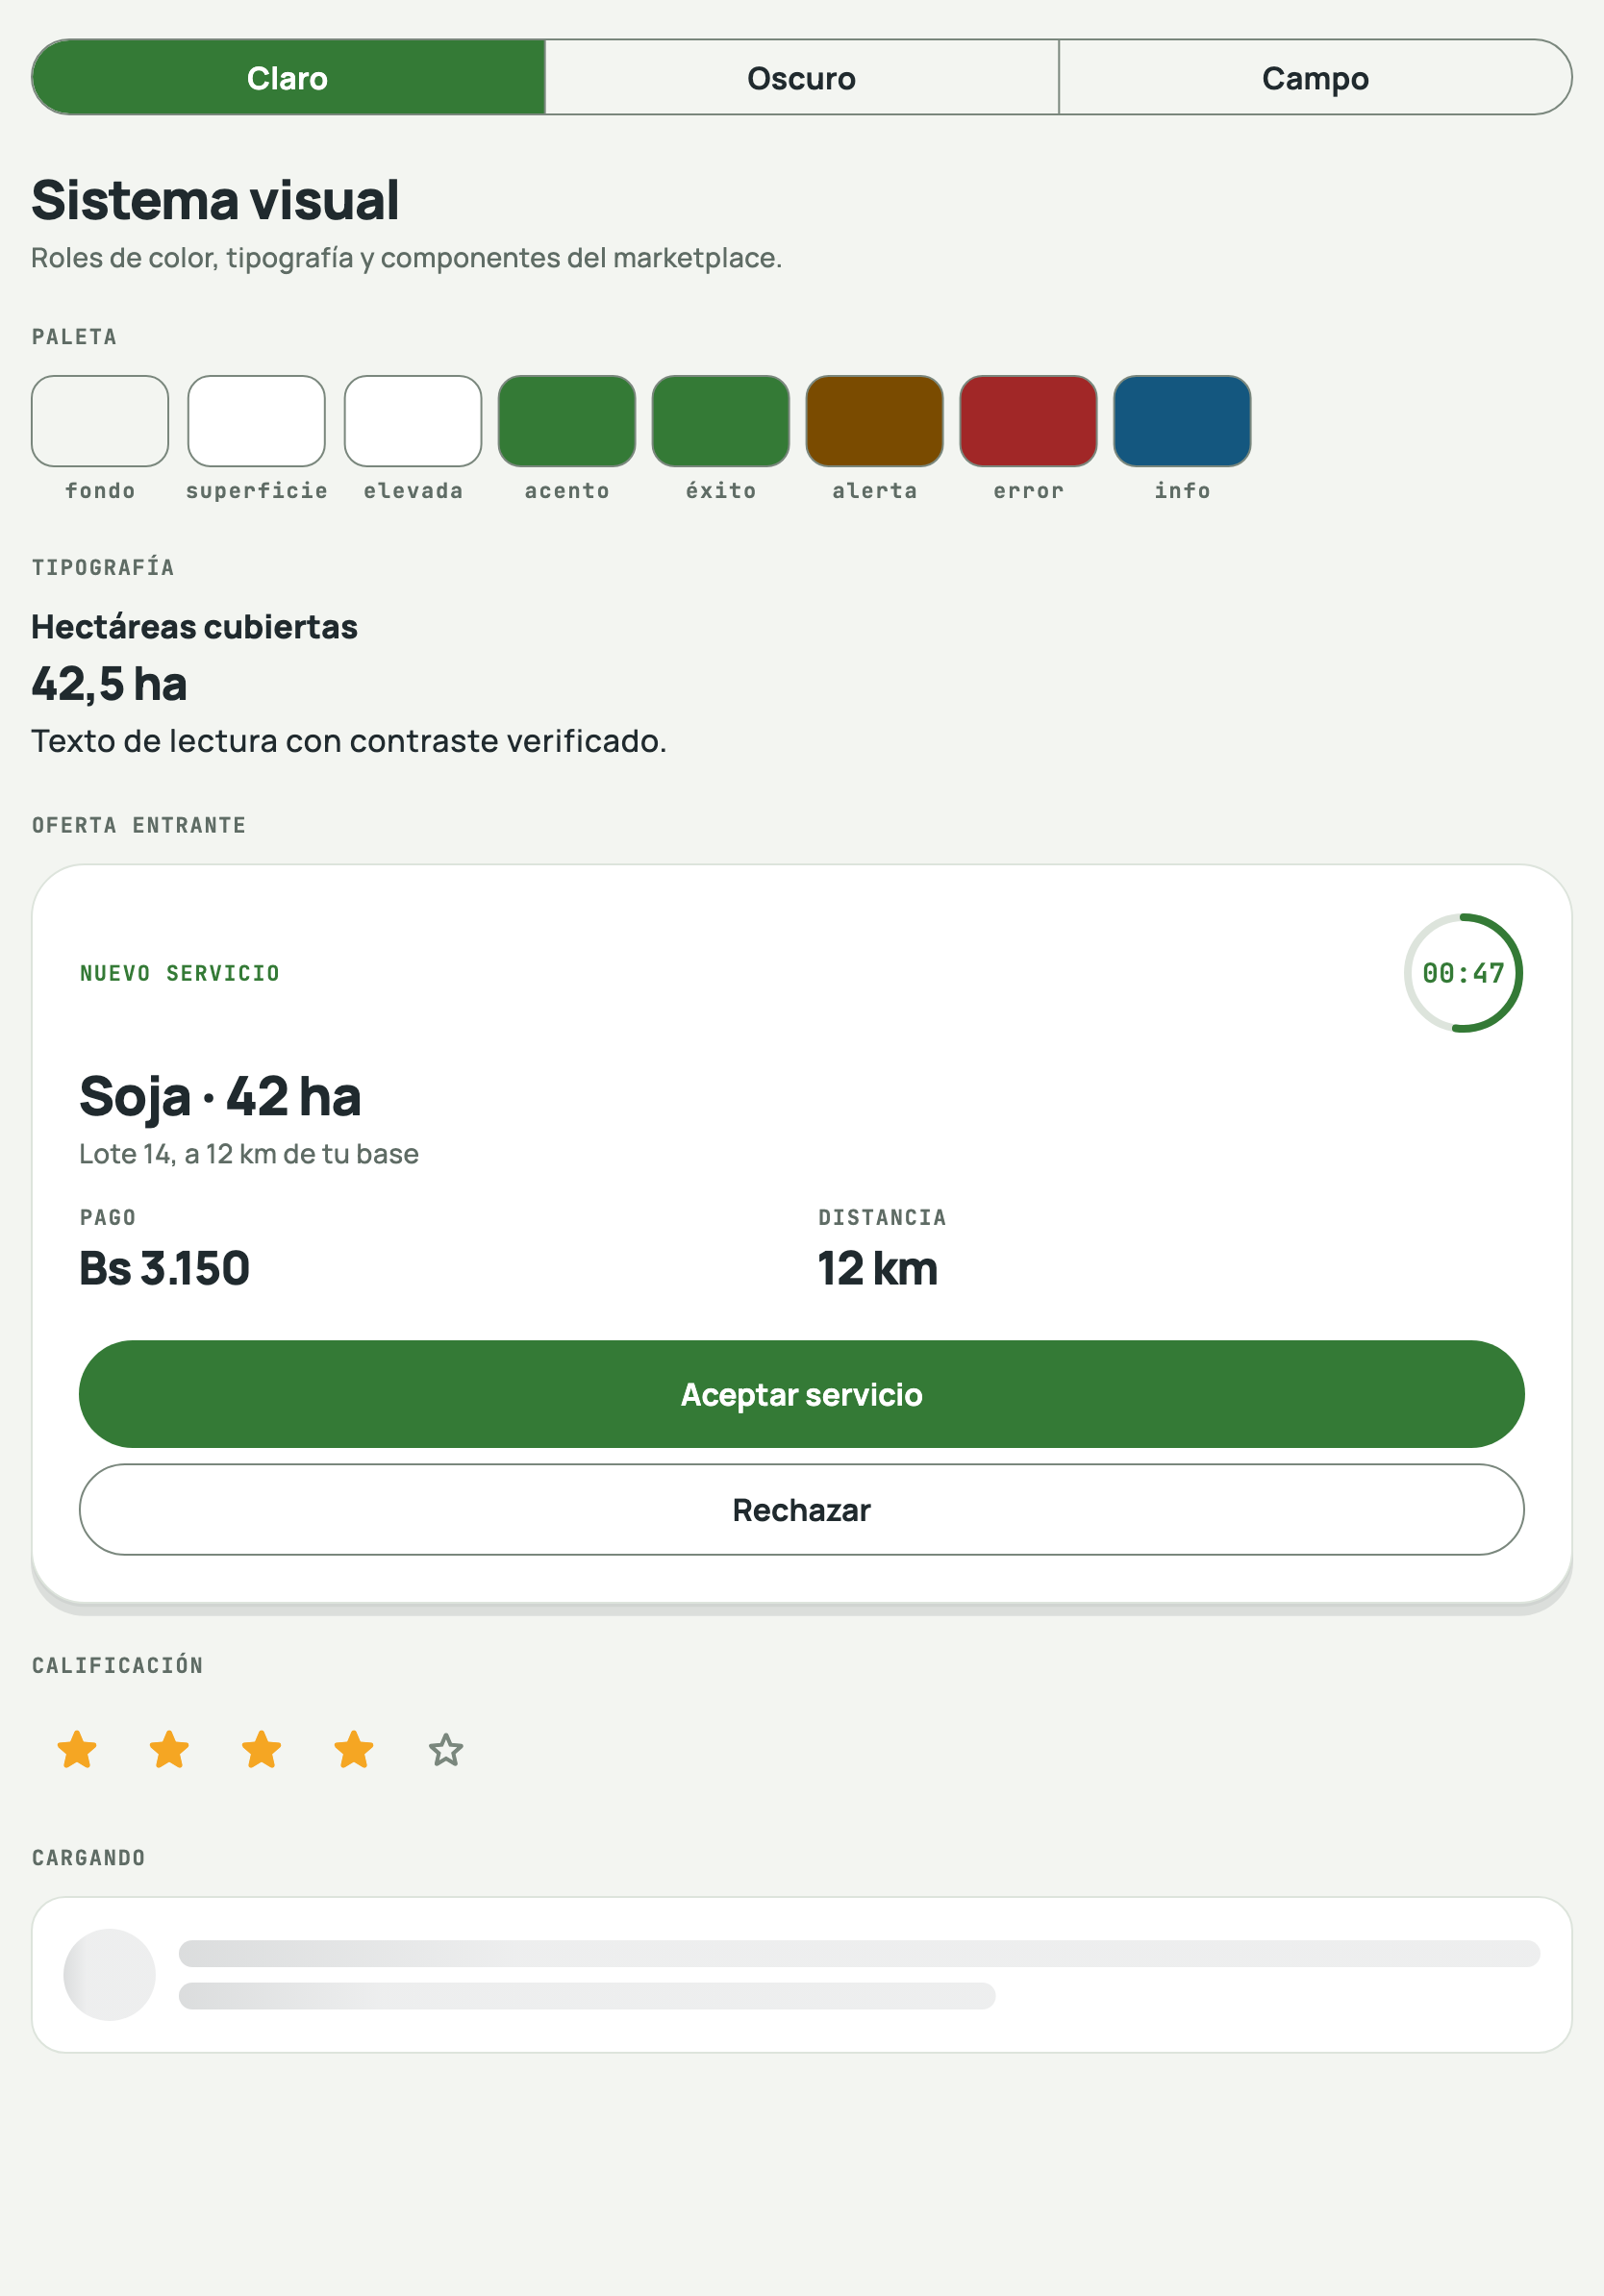 Claro Oscuro Campo
Sistema visual
Roles de color, tipografía y componentes del marketplace.
PALETA
fondo superficie elevada acento éxito alerta error info
TIPOGRAFÍA
Hectáreas cubiertas
42,5 ha
Texto de lectura con contraste verificado.
OFERTA ENTRANTE
NUEVO SERVICIO 00:47
Soja · 42 ha
Lote 14, a 12 km de tu base
PAGO DISTANCIA
Bs 3.150 12 km
Aceptar servicio
Rechazar
CALIFICACIÓN
CARGANDO